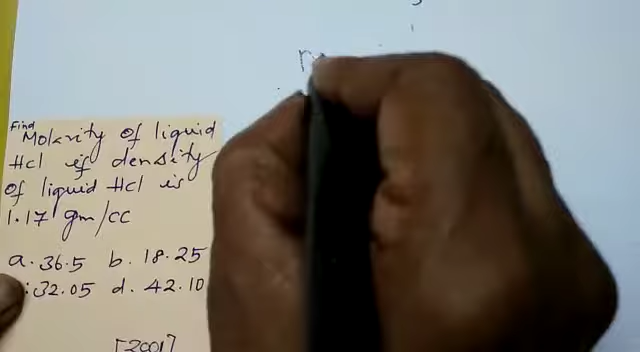 Find
Molarity of liquid
HCl if density
of liquid HCl is
1.17 gm/cc
a. 36.5 b. 18.25
:32.05 d. 42.10
[2001]